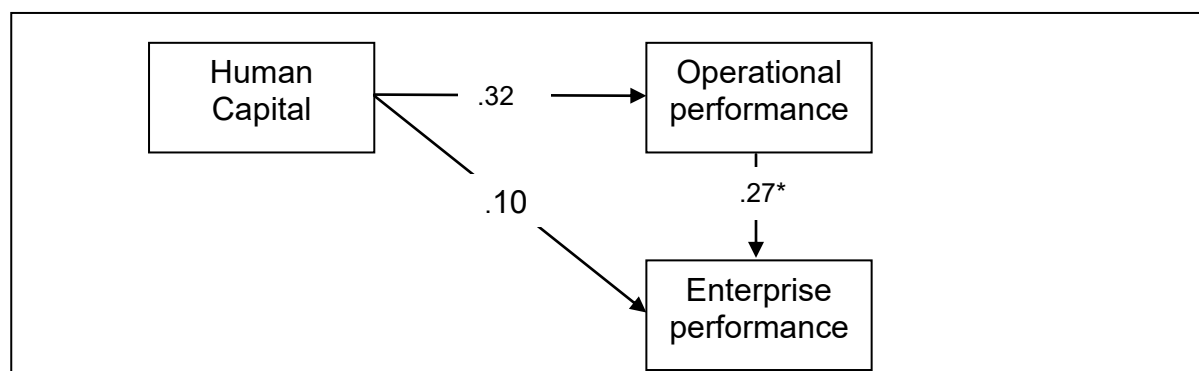 Human
Capital
.32
Operational
performance
.10
.27*
Enterprise
performance